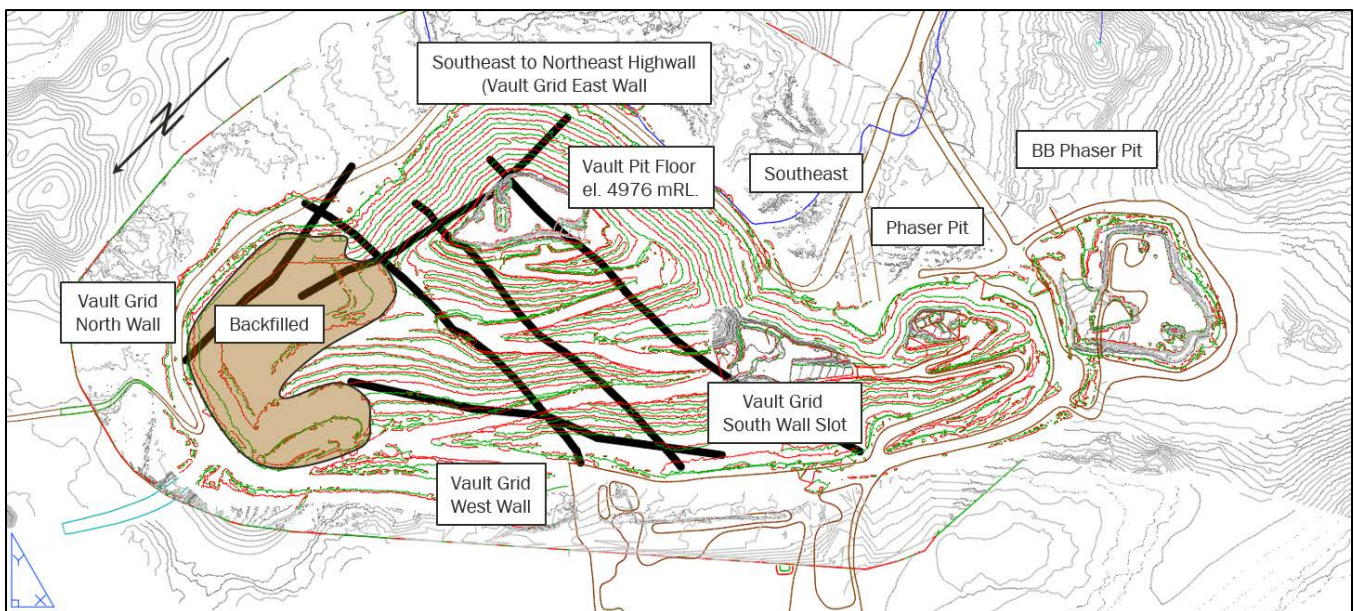 Southeast to Northeast Highwall
(Vault Grid East Wall
Vault Pit Floor
el. 4976 mRL.
Southeast
BB Phaser Pit
Phaser Pit
Vault Grid
North Wall
Backfilled
Vault Grid
South Wall Slot
Vault Grid
West Wall
Y
X